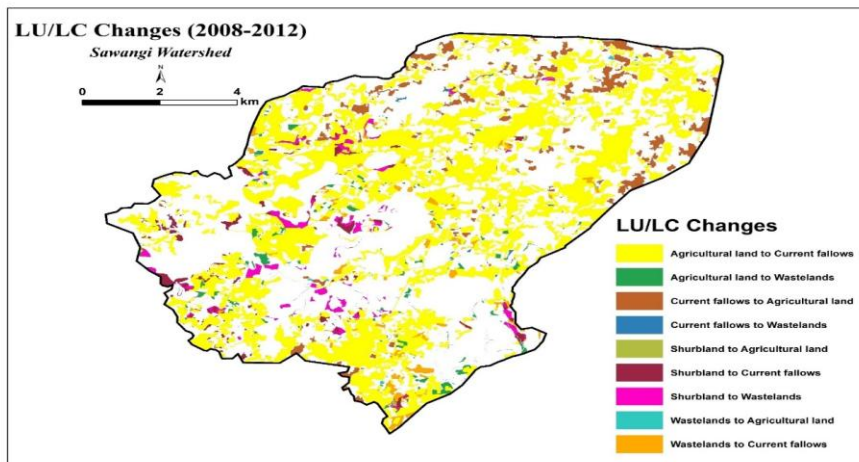 LU/LC Changes (2008-2012)
Sawangi Watershed
N
0 2 4
km
LU/LC Changes
Agricultural land to Current fallows
Agricultural land to Wastelands
Current fallows to Agricultural land
Current fallows to Wastelands
Shurbland to Agricultural land
Shurbland to Current fallows
Shurbland to Wastelands
Wastelands to Agricultural land
Wastelands to Current fallows